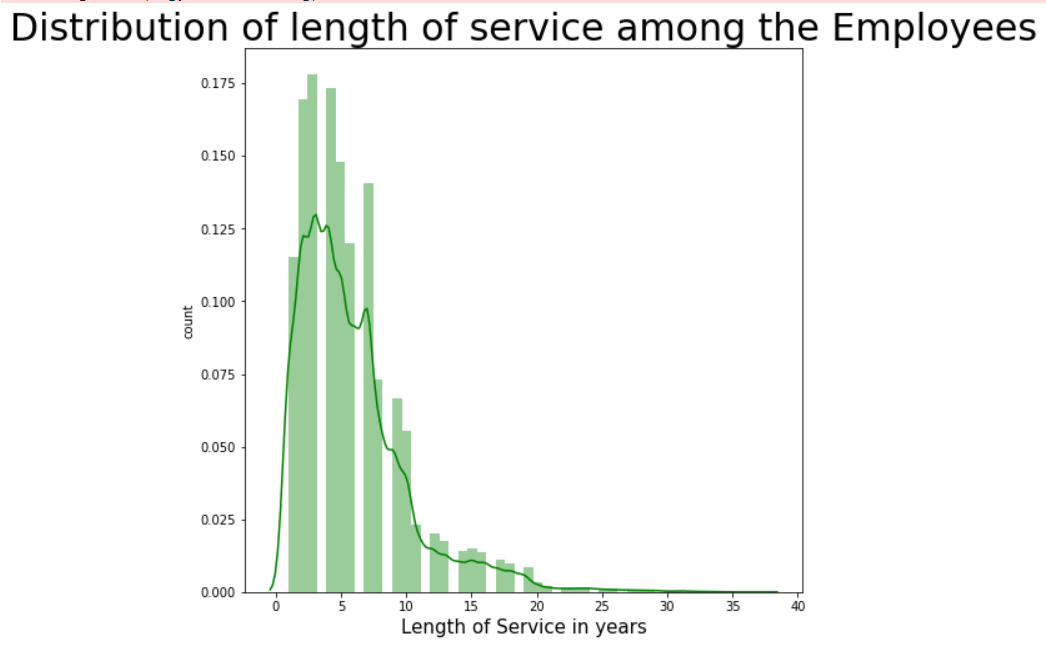 Distribution of length of service among the Employees
0.175
0.150
0.125
0.100
0.075
0.050
0.025
0.000
count
0 5 10 15 20 25 30 35 40
Length of Service in years